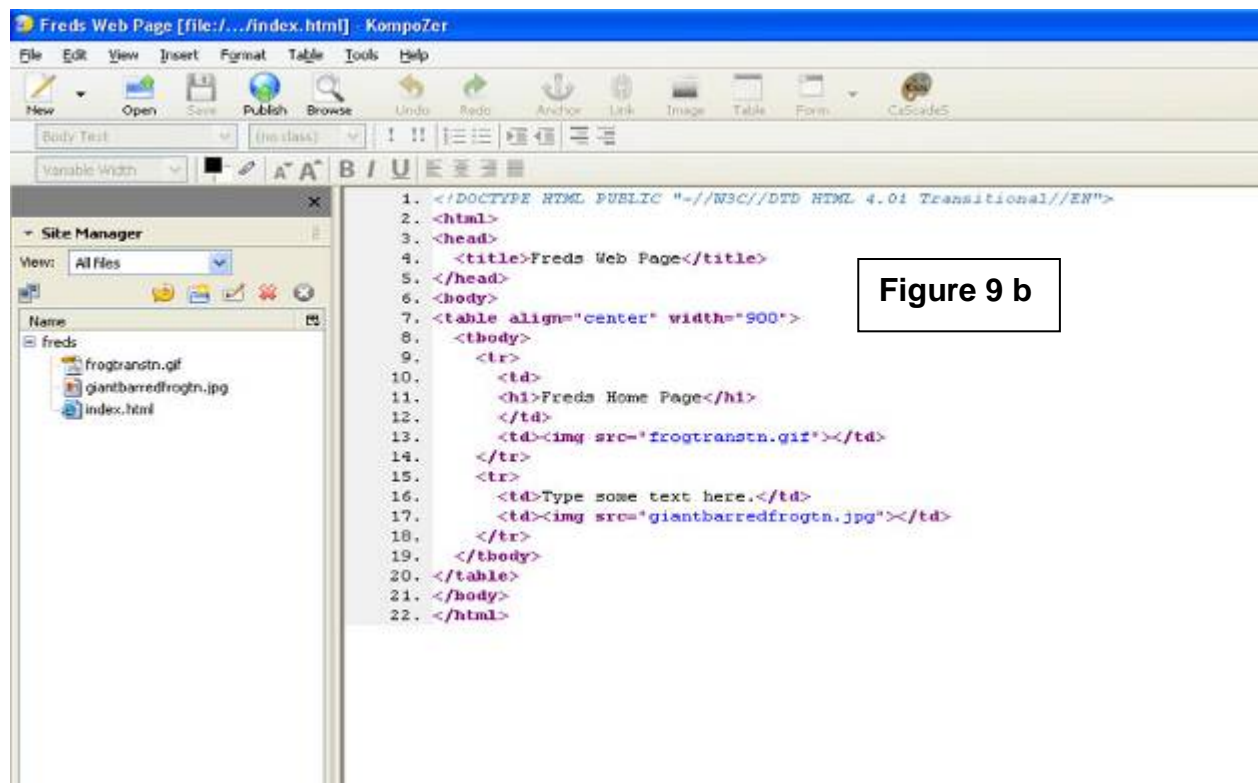 Freds Web Page [file:/.../index.html] - KompoZer
File Edit View Insert Format Table Tools Help
New Open Save Publish Browse Undo Redo Anchor Link Image Table Form CaScadeS
Body Text (no class) ! !!
Variable Width A A B I U
Site Manager
View: All files
Name
freds
frogtranstn.gif
giantbarredfrogtn.jpg
index.html
1. <!DOCTYPE HTML PUBLIC "-//W3C//DTD HTML 4.01 Transitional//EN">
2. <html>
3. <head>
4. <title>Freds Web Page</title>
5. </head>
6. <body>
7. <table align="center" width="900">
8. <tbody>
9. <tr>
10. <td>
11. <h1>Freds Home Page</h1>
12. </td>
13. <td><img src="frogtranstn.gif"></td>
14. </tr>
15. <tr>
16. <td>Type some text here.</td>
17. <td><img src="giantbarredfrogtn.jpg"></td>
18. </tr>
19. </tbody>
20. </table>
21. </body>
22. </html>
Figure 9 b